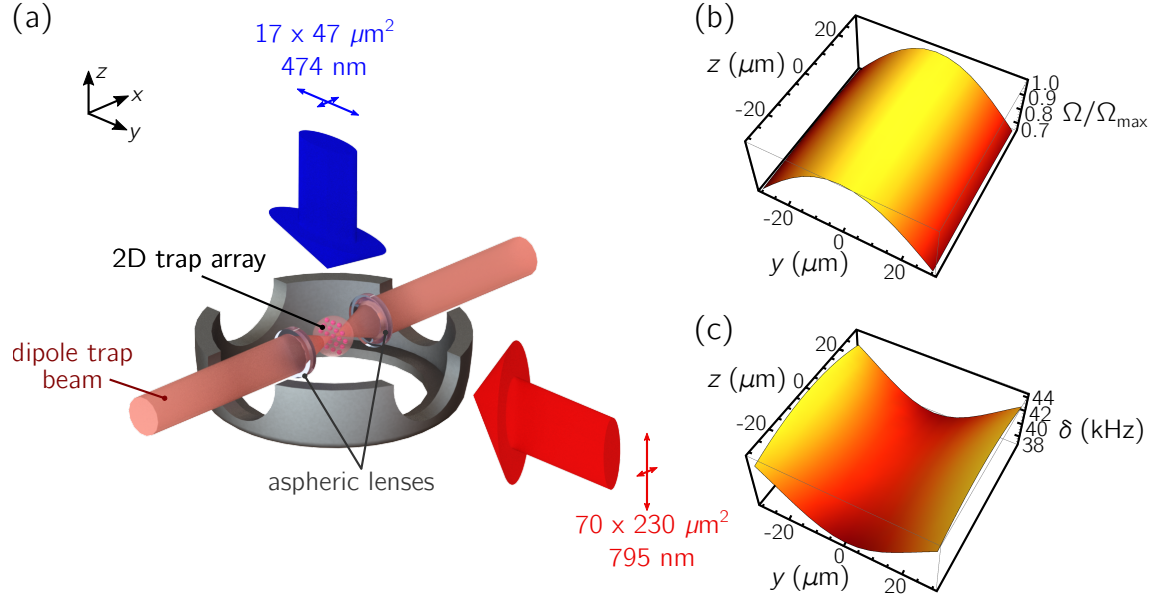 (a)
17 x 47 μm²
474 nm
z
x
y
2D trap array
dipole trap
beam
aspheric lenses
70 x 230 μm²
795 nm
(b)
20
0
-20
z (μm)
1.0
0.9
0.8
0.7
Ω/Ωmax
-20
0
20
y (μm)
(c)
20
0
-20
z (μm)
44
42
40
38
δ (kHz)
-20
0
20
y (μm)